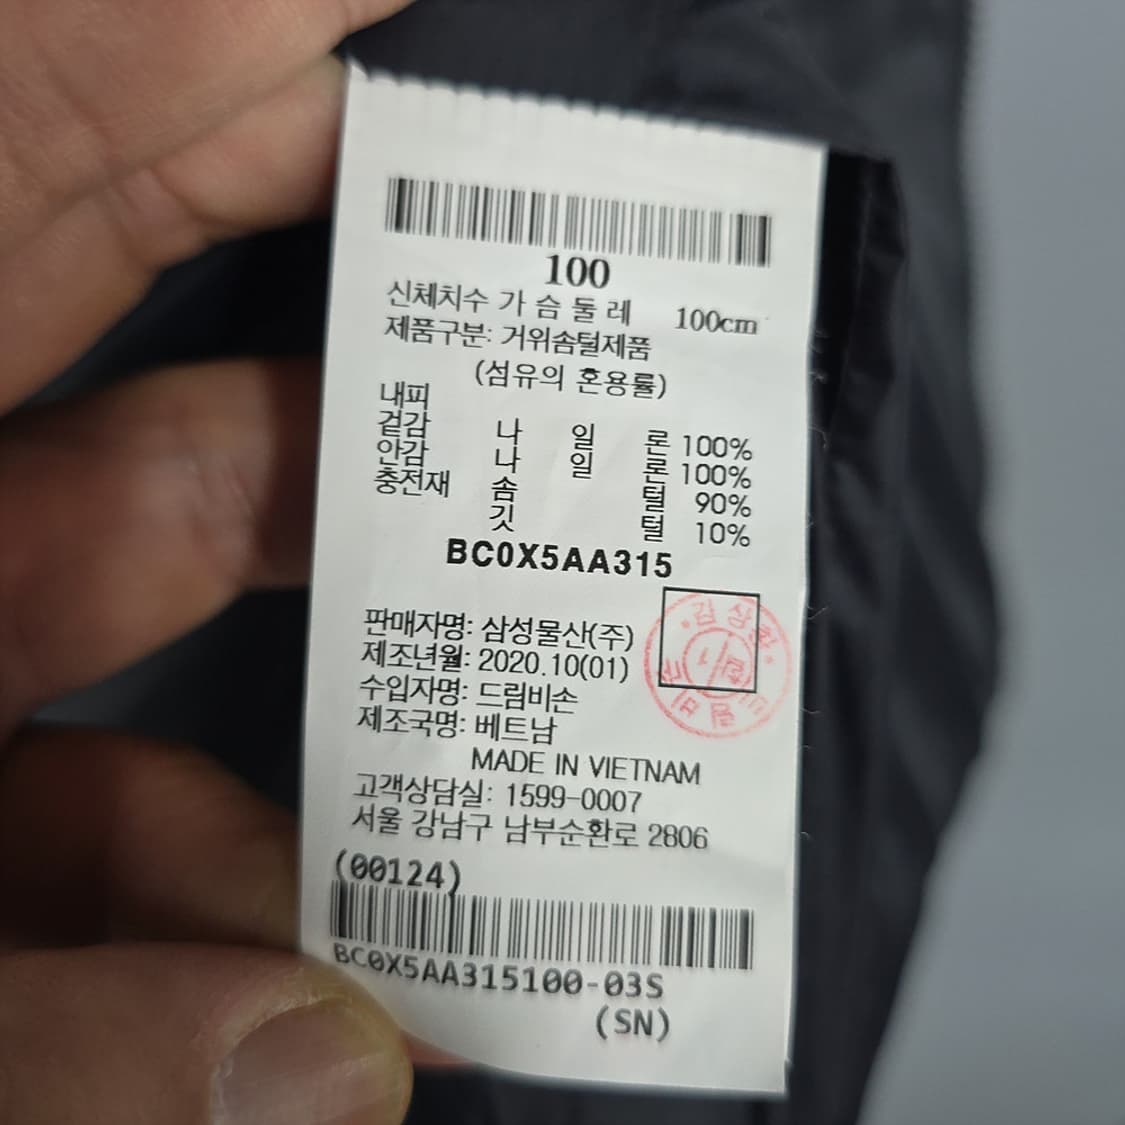 100
신체치수 가 슴 둘 레 100cm
제품구분: 거위솜털제품
(섬유의 혼용률)
내피
겉감 나 일 론 100%
안감 나 일 론 100%
충전재 솜 털 90%
깃 털 10%
BC0X5AA315
판매자명: 삼성물산(주)
제조년월: 2020.10(01)
수입자명: 드림비손
제조국명: 베트남
MADE IN VIETNAM
고객상담실: 1599-0007
서울 강남구 남부순환로 2806
(00124)
BC0X5AA315100-03S
(SN)